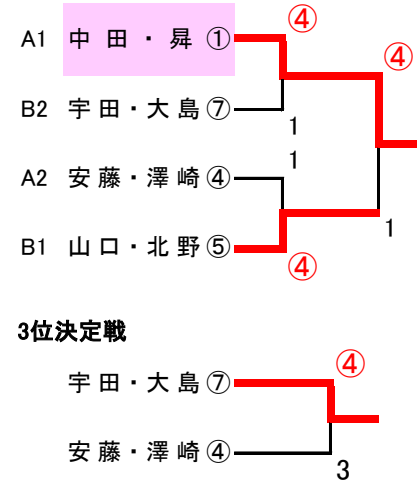 ④
A1 中田・昇① ④
B2 宇田・大島⑦
1
1
A2 安藤・澤崎④
1
B1 山口・北野⑤
④
3位決定戦
④
宇田・大島⑦
安藤・澤崎④
3